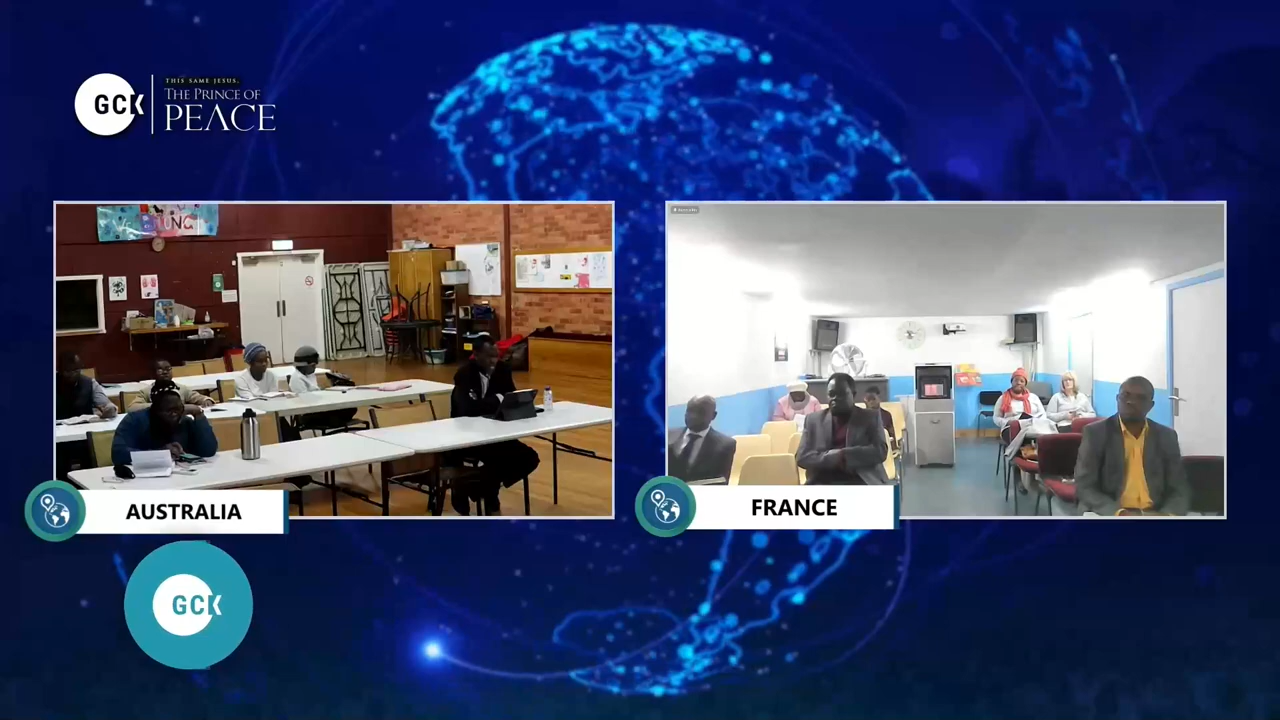 GCK
THIS SAME JESUS.
THE PRINCE OF
PEACE
AUSTRALIA
FRANCE
GCK